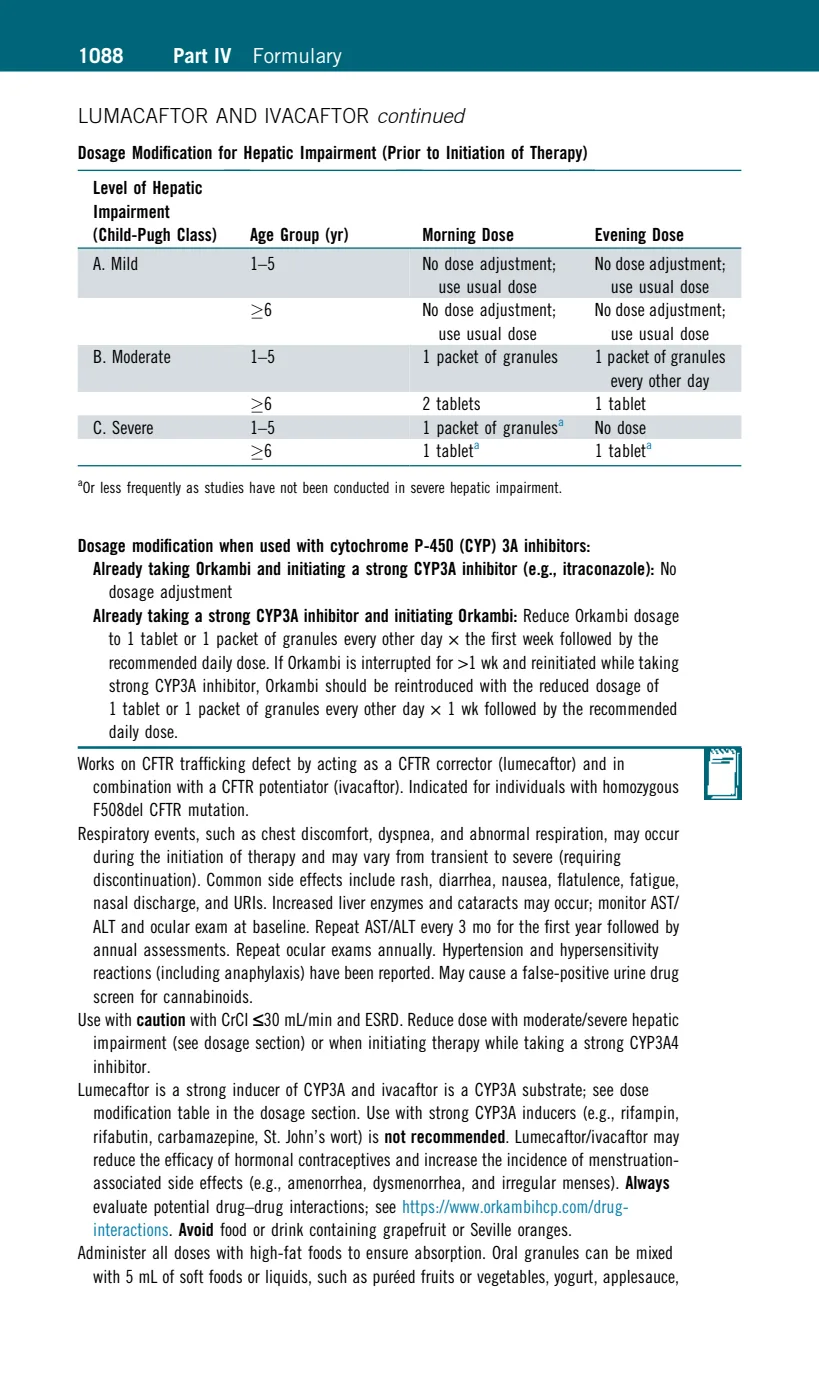 1088 Part IV Formulary
LUMACAFTOR AND IVACAFTOR continued
Dosage Modification for Hepatic Impairment (Prior to Initiation of Therapy)
Level of Hepatic
Impairment
(Child-Pugh Class) Age Group (yr) Morning Dose Evening Dose
A. Mild 1–5 No dose adjustment; No dose adjustment;
use usual dose use usual dose
≥6 No dose adjustment; No dose adjustment;
use usual dose use usual dose
B. Moderate 1–5 1 packet of granules 1 packet of granules
every other day
≥6 2 tablets 1 tablet
C. Severe 1–5 1 packet of granulesᵃ No dose
≥6 1 tabletᵃ 1 tabletᵃ
ᵃOr less frequently as studies have not been conducted in severe hepatic impairment.
Dosage modification when used with cytochrome P-450 (CYP) 3A inhibitors:
Already taking Orkambi and initiating a strong CYP3A inhibitor (e.g., itraconazole): No
dosage adjustment
Already taking a strong CYP3A inhibitor and initiating Orkambi: Reduce Orkambi dosage
to 1 tablet or 1 packet of granules every other day × the first week followed by the
recommended daily dose. If Orkambi is interrupted for >1 wk and reinitiated while taking
strong CYP3A inhibitor, Orkambi should be reintroduced with the reduced dosage of
1 tablet or 1 packet of granules every other day × 1 wk followed by the recommended
daily dose.
Works on CFTR trafficking defect by acting as a CFTR corrector (lumecaftor) and in
combination with a CFTR potentiator (ivacaftor). Indicated for individuals with homozygous
F508del CFTR mutation.
Respiratory events, such as chest discomfort, dyspnea, and abnormal respiration, may occur
during the initiation of therapy and may vary from transient to severe (requiring
discontinuation). Common side effects include rash, diarrhea, nausea, flatulence, fatigue,
nasal discharge, and URIs. Increased liver enzymes and cataracts may occur; monitor AST/
ALT and ocular exam at baseline. Repeat AST/ALT every 3 mo for the first year followed by
annual assessments. Repeat ocular exams annually. Hypertension and hypersensitivity
reactions (including anaphylaxis) have been reported. May cause a false-positive urine drug
screen for cannabinoids.
Use with caution with CrCl ≤30 mL/min and ESRD. Reduce dose with moderate/severe hepatic
impairment (see dosage section) or when initiating therapy while taking a strong CYP3A4
inhibitor.
Lumecaftor is a strong inducer of CYP3A and ivacaftor is a CYP3A substrate; see dose
modification table in the dosage section. Use with strong CYP3A inducers (e.g., rifampin,
rifabutin, carbamazepine, St. John’s wort) is not recommended. Lumecaftor/ivacaftor may
reduce the efficacy of hormonal contraceptives and increase the incidence of menstruation-
associated side effects (e.g., amenorrhea, dysmenorrhea, and irregular menses). Always
evaluate potential drug–drug interactions; see https://www.orkambihcp.com/drug-
interactions. Avoid food or drink containing grapefruit or Seville oranges.
Administer all doses with high-fat foods to ensure absorption. Oral granules can be mixed
with 5 mL of soft foods or liquids, such as puréed fruits or vegetables, yogurt, applesauce,